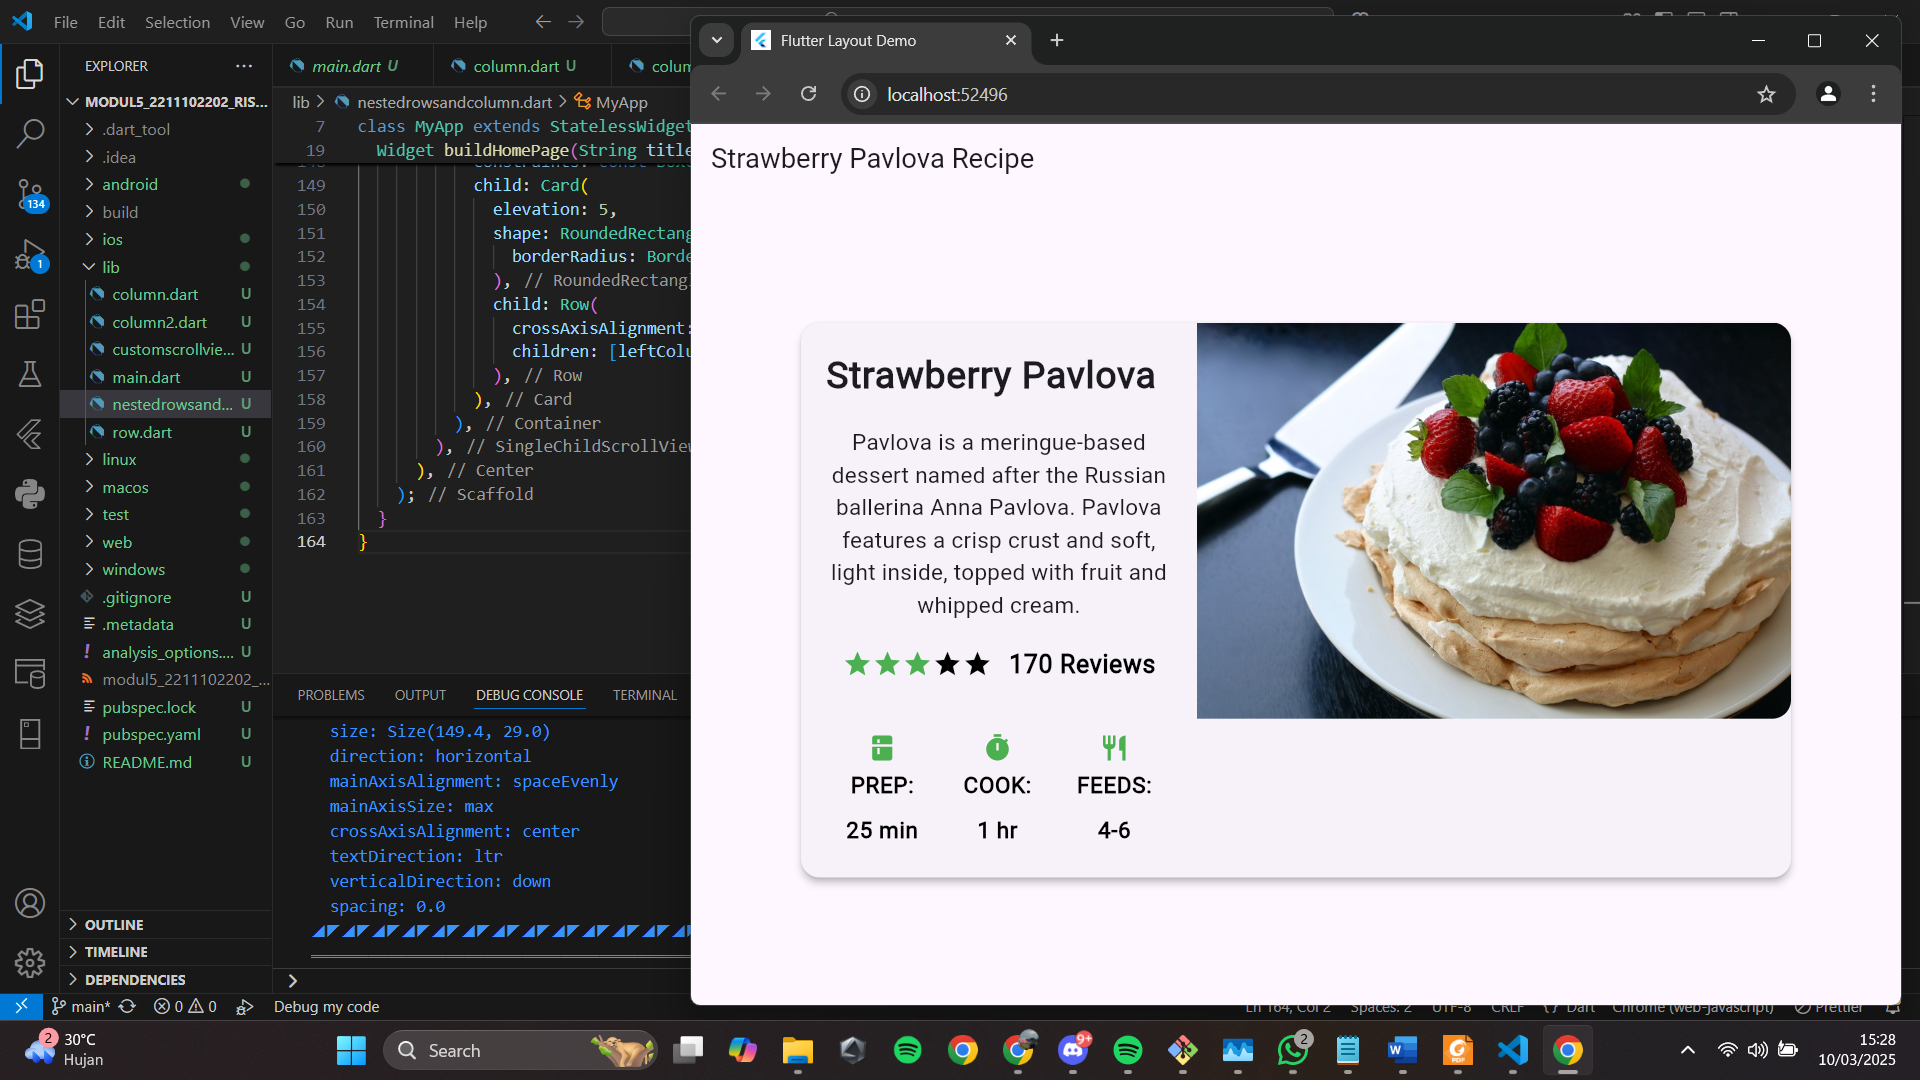 File Edit Selection View Go Run Terminal Help
EXPLORER
MODUL5_2211102202_RIS...
.dart_tool
.idea
android
build
ios
lib
column.dart U
column2.dart U
customscrollvie... U
main.dart U
nestedrowsand... U
row.dart U
linux
macos
test
web
windows
.gitignore U
.metadata U
analysis_options.... U
modul5_2211102202_...
pubspec.lock U
pubspec.yaml U
README.md U
OUTLINE
TIMELINE
DEPENDENCIES
134
1
main.dart U
column.dart U
colum
lib > nestedrowsandcolumn.dart > MyApp
7 class MyApp extends StatelessWidget
19 Widget buildHomePage(String title
149 child: Card(
150 elevation: 5,
151 shape: RoundedRectang
152 borderRadius: Borde
153 ), // RoundedRectang
154 child: Row(
155 crossAxisAlignment:
156 children: [leftColu
157 ), // Row
158 ), // Card
159 ), // Container
160 ), // SingleChildScrollView
161 ), // Center
162 ); // Scaffold
163 }
164 }
PROBLEMS OUTPUT DEBUG CONSOLE TERMINAL
size: Size(149.4, 29.0)
direction: horizontal
mainAxisAlignment: spaceEvenly
mainAxisSize: max
crossAxisAlignment: center
textDirection: ltr
verticalDirection: down
spacing: 0.0
Flutter Layout Demo
localhost:52496
Strawberry Pavlova Recipe
Strawberry Pavlova
Pavlova is a meringue-based
dessert named after the Russian
ballerina Anna Pavlova. Pavlova
features a crisp crust and soft,
light inside, topped with fruit and
whipped cream.
170 Reviews
PREP: COOK: FEEDS:
25 min 1 hr 4-6
main* 0 0 Debug my code
Ln 164, Col 2 Spaces: 2 UTF-8 CRLF {} Dart Chrome (web-javascript) Prettier
2 30°C
Hujan
Search
9+
2
PDF
15:28
10/03/2025